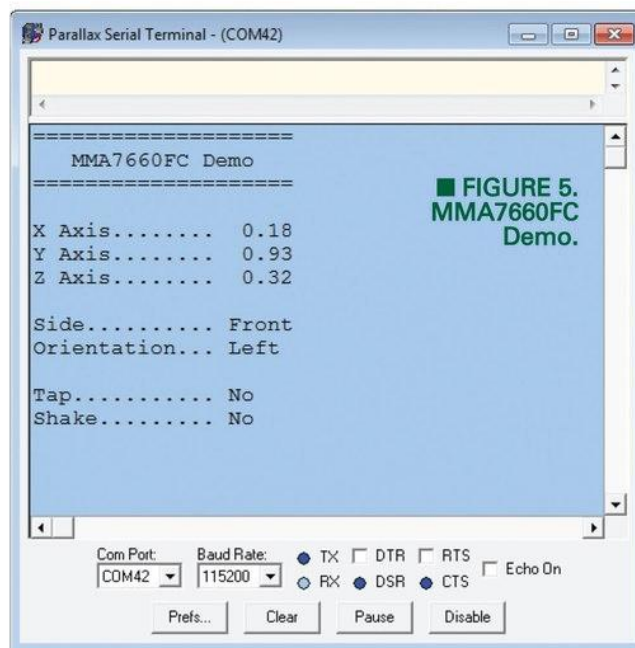 Parallax Serial Terminal - (COM42)
=====================
MMA7660FC Demo
=====================
X Axis........ 0.18
Y Axis........ 0.93
Z Axis........ 0.32
Side.......... Front
Orientation... Left
Tap........... No
Shake......... No
■ FIGURE 5.
MMA7660FC
Demo.
Com Port: Baud Rate: TX DTR RTS
COM42 115200 RX DSR CTS Echo On
Prefs... Clear Pause Disable